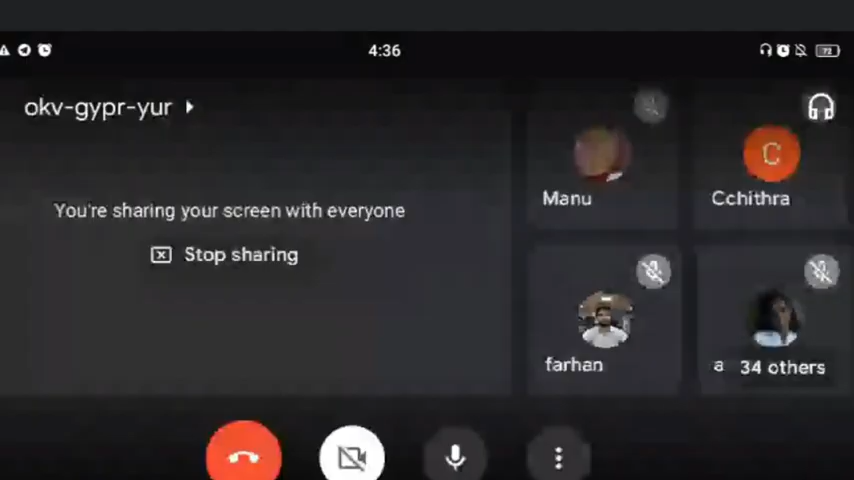 4:36
72
okv-gypr-yur
You're sharing your screen with everyone
Stop sharing
Manu
C
Cchithra
farhan
a 34 others